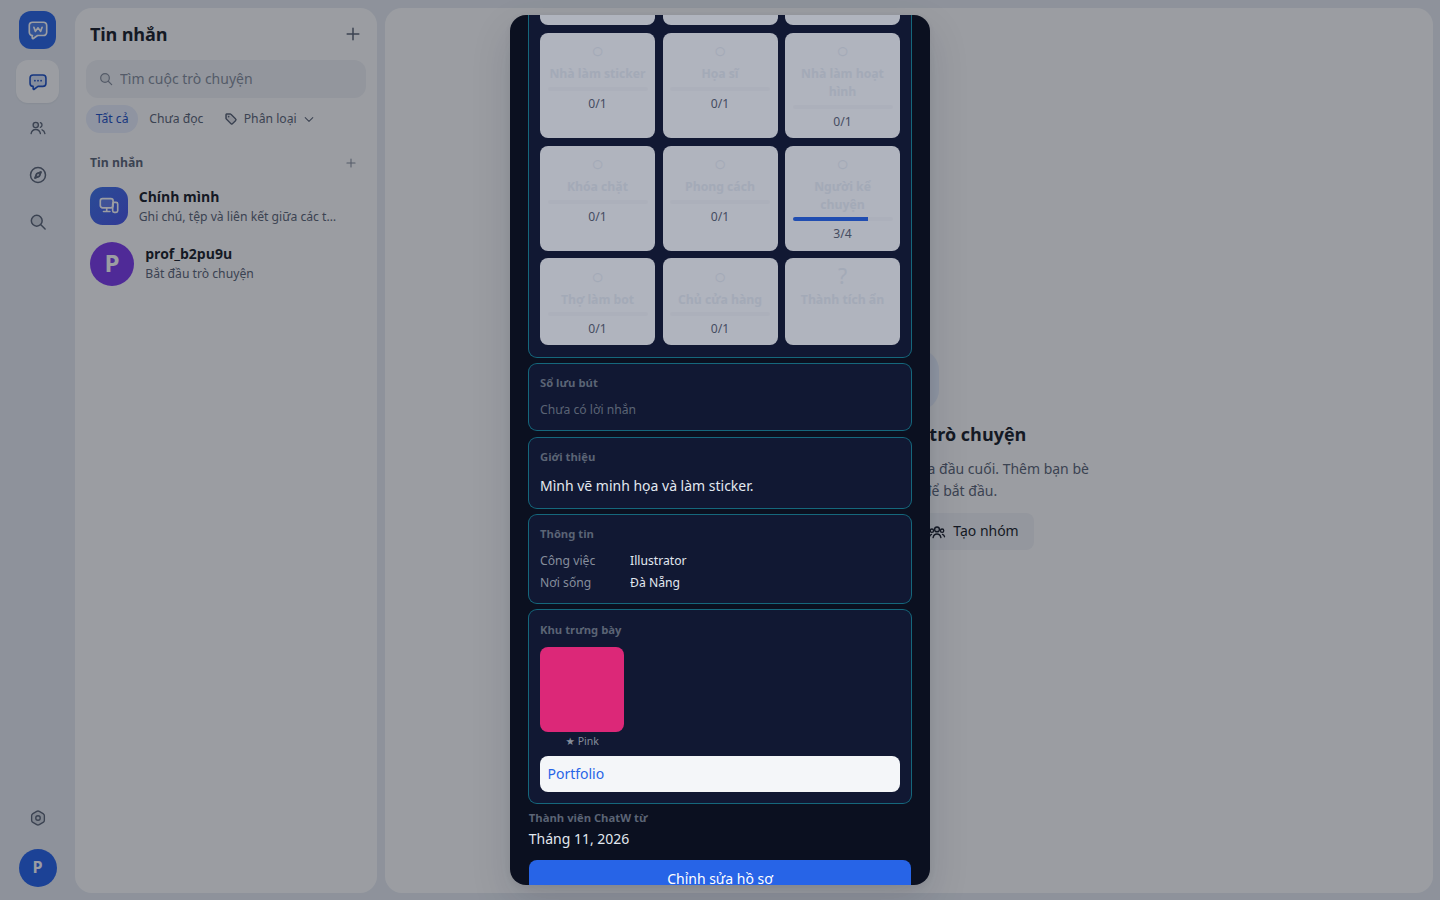 Tin nhắn
Tìm cuộc trò chuyện
Tất cả
Chưa đọc
Phân loại
Tin nhắn
Chính mình
Ghi chú, tệp và liên kết giữa các t...
P
prof_b2pu9u
Bắt đầu trò chuyện
P
Nhà làm sticker
0/1
Họa sĩ
0/1
Nhà làm hoạt
hình
0/1
Khóa chặt
0/1
Phong cách
0/1
Người kể
chuyện
3/4
Thợ làm bot
0/1
Chủ cửa hàng
0/1
?
Thành tích ẩn
Sổ lưu bút
Chưa có lời nhắn
Giới thiệu
Mình vẽ minh họa và làm sticker.
Thông tin
Công việc Illustrator
Nơi sống Đà Nẵng
Khu trưng bày
★ Pink
Portfolio
Thành viên ChatW từ
Tháng 11, 2026
Chỉnh sửa hồ sơ
trò chuyện
đầu cuối. Thêm bạn bè
bắt đầu.
Tạo nhóm